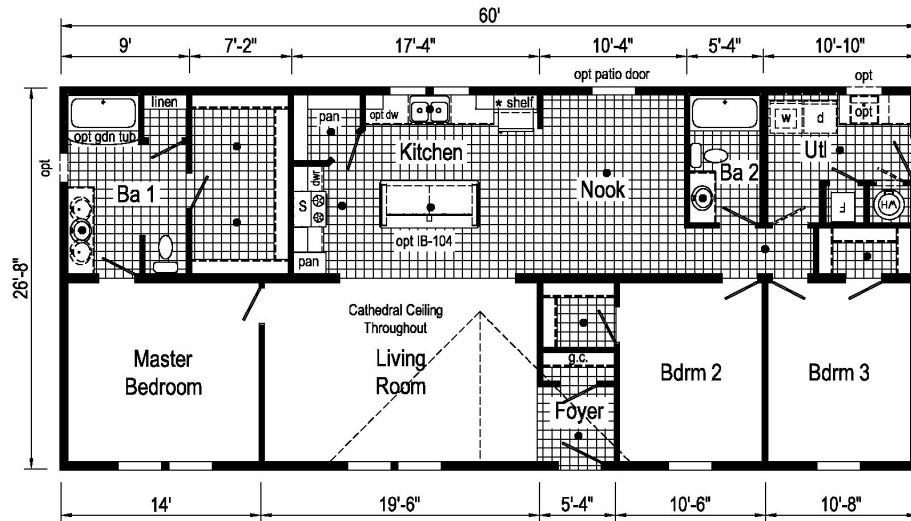 60'
9'
7'-2"
17'-4"
10'-4"
5'-4"
10'-10"
opt patio door
opt
linen
pan
opt dw
* shelf
w
d
opt
opt gdn tub
opt
Kitchen
Utl
Ba 1
dwr
Nook
Ba 2
S
F
WH
opt IB-104
pan
26'-8"
Cathedral Ceiling
Throughout
Master
Bedroom
Living
Room
g.c.
Foyer
Bdrm 2
Bdrm 3
14'
19'-6"
5'-4"
10'-6"
10'-8"